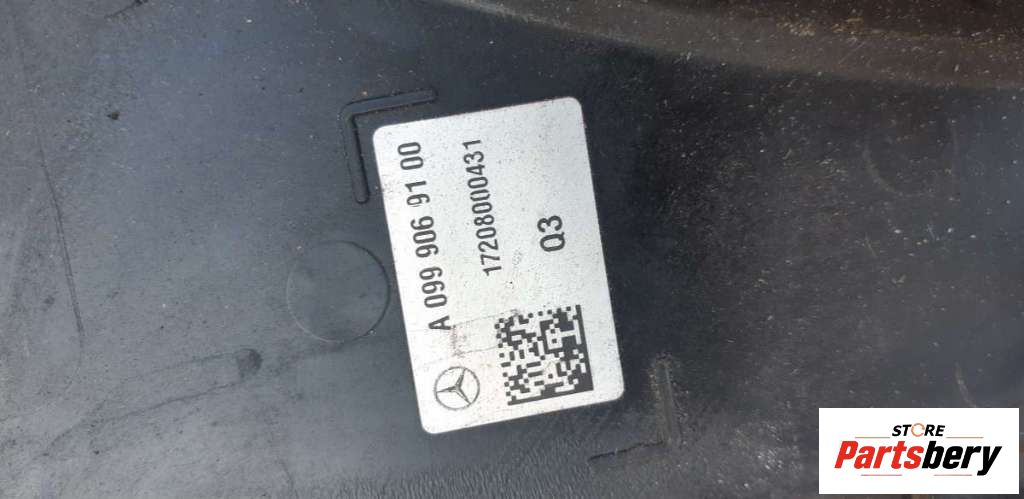 A 099 906 91 00
17208000431
Q3
STORE
Partsbery